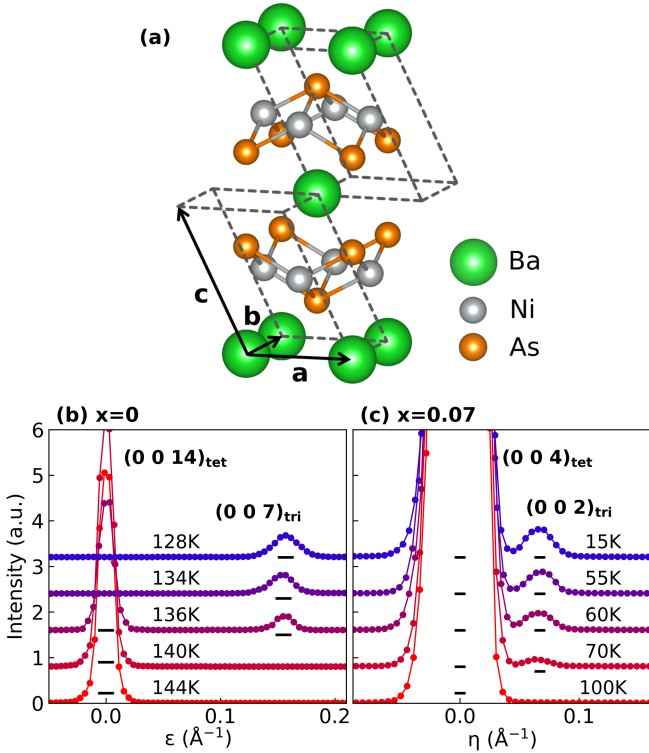 (a)
Ba
Ni
As
c
b
a
(b) x=0
(c) x=0.07
Intensity (a.u.)
6
5
4
3
2
1
0
(0 0 14)tet
(0 0 7)tri
128K
134K
136K
140K
144K
0.0
0.1
0.2
ε (Å⁻¹)
(0 0 4)tet
(0 0 2)tri
15K
55K
60K
70K
100K
0.0
0.1
η (Å⁻¹)